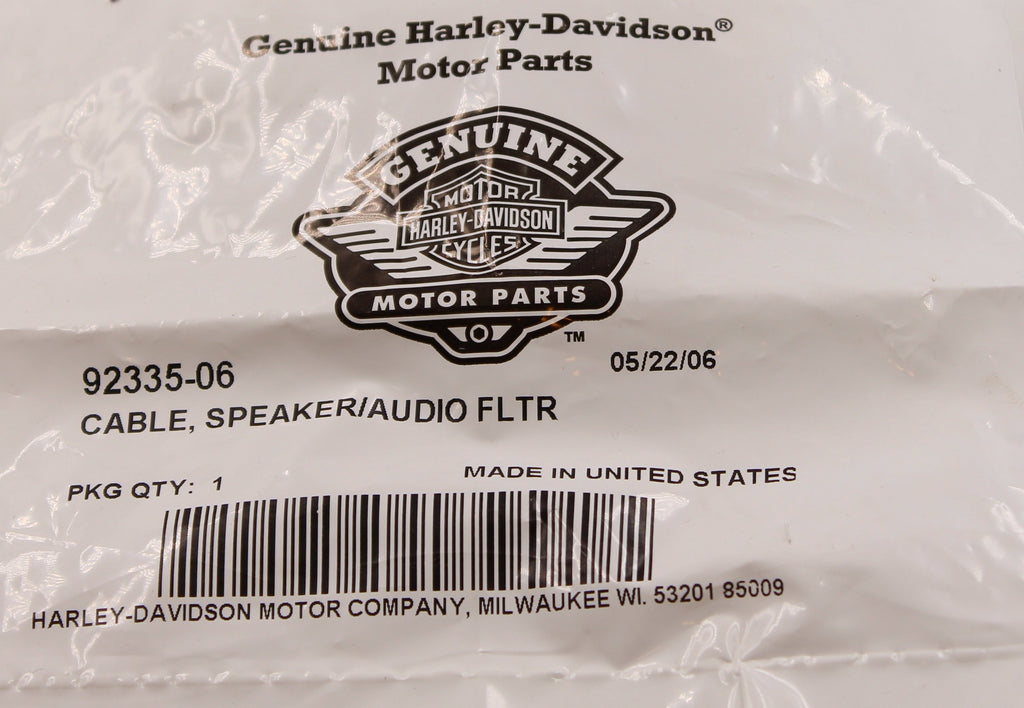 Genuine Harley-Davidson®
Motor Parts
GENUINE
MOTOR
HARLEY-DAVIDSON
CYCLES
MOTOR PARTS
TM
92335-06
05/22/06
CABLE, SPEAKER/AUDIO FLTR
PKG QTY: 1
MADE IN UNITED STATES
HARLEY-DAVIDSON MOTOR COMPANY, MILWAUKEE WI. 53201 85009